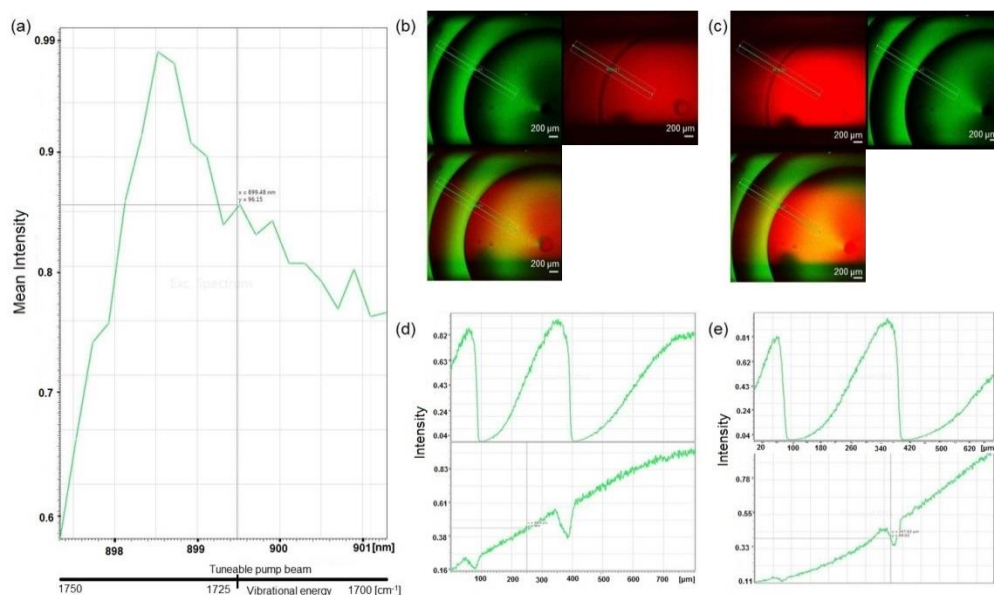 (a)
0.99
0.9
0.8
0.7
0.6
Mean Intensity
x = 899.48 nm
y = 96.15
Exc. Spectrum
898
899
900
901[nm]
Tuneable pump beam
1750
1725
1700 [cm⁻¹]
Vibrational energy
(b)
200 µm
200 µm
200 µm
(c)
200 µm
200 µm
200 µm
(d)
0.82
0.63
0.43
0.24
0.04
Intensity
0.83
0.61
0.38
0.16
100
200
300
400
500
600
700
[µm]
(e)
0.81
0.62
0.43
0.24
0.04
20
100
180
260
340
420
500
620
[µm]
Intensity
0.78
0.55
0.33
0.11